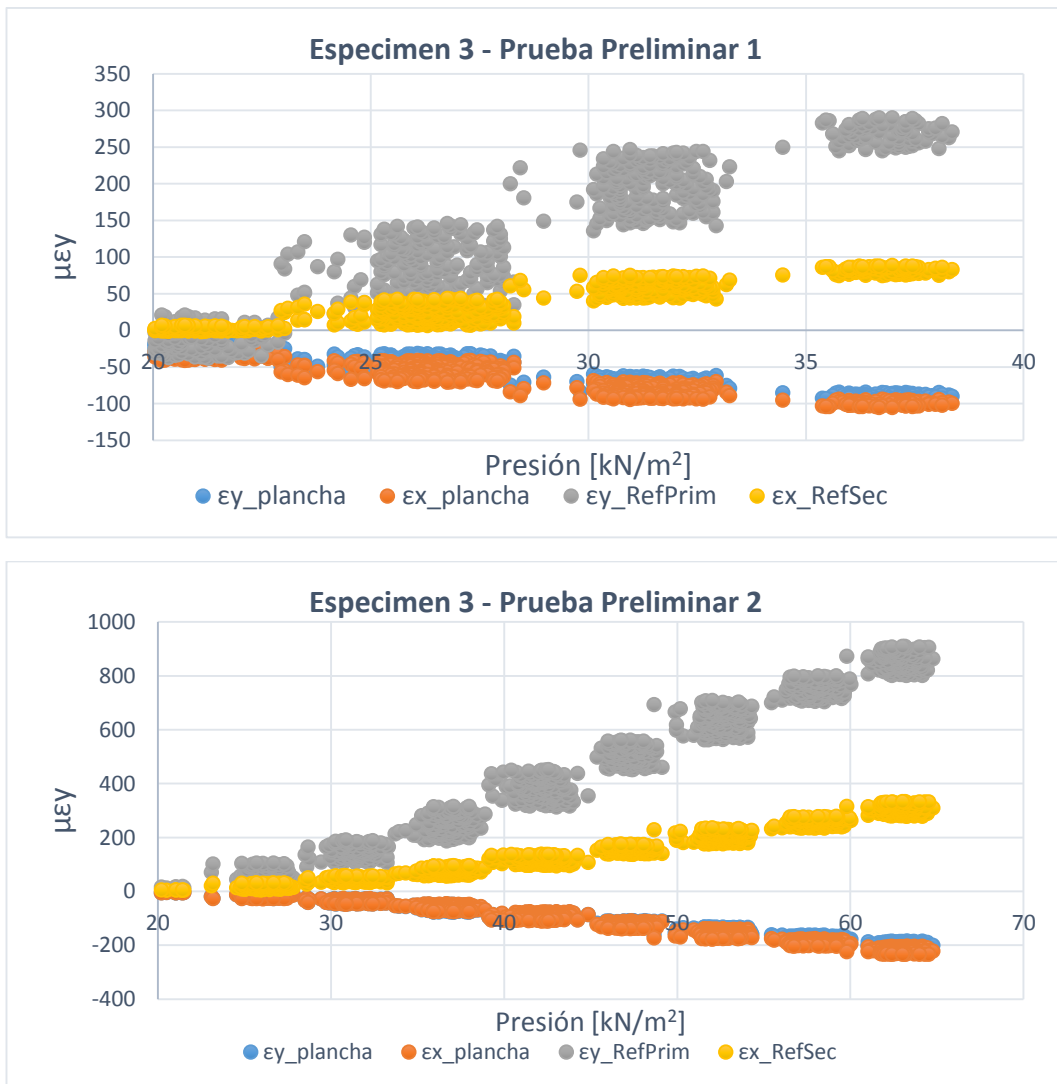 Especimen 3 - Prueba Preliminar 1
350
300
250
200
150
100
50
0
-50
-100
-150
20 25 30 35 40
µεy
Presión [kN/m²]
εy_plancha εx_plancha εy_RefPrim εx_RefSec
Especimen 3 - Prueba Preliminar 2
1000
800
600
400
200
0
-200
-400
20 30 40 50 60 70
µεy
Presión [kN/m²]
εy_plancha εx_plancha εy_RefPrim εx_RefSec